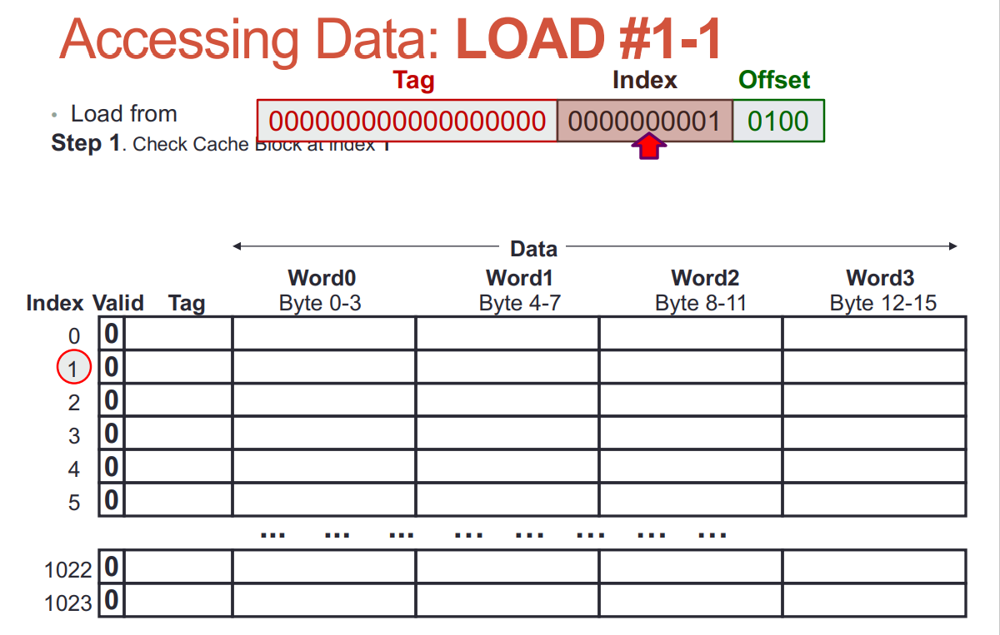 Accessing Data: LOAD #1-1
Tag Index Offset
• Load from 000000000000000000 0000000001 0100
Step 1. Check Cache Block at index 1
Data
Word0 Word1 Word2 Word3
Index Valid Tag Byte 0-3 Byte 4-7 Byte 8-11 Byte 12-15
0 0
1 0
2 0
3 0
4 0
5 0
... ... ... ... ... ... ... ...
1022 0
1023 0